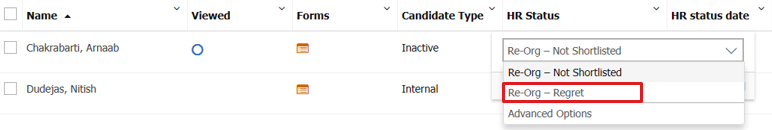 Name Viewed Forms Candidate Type HR Status HR status date
Chakrabarti, Arnaab Inactive Re-Org – Not Shortlisted
Re-Org – Not Shortlisted
Dudejas, Nitish Internal Re-Org – Regret
Advanced Options